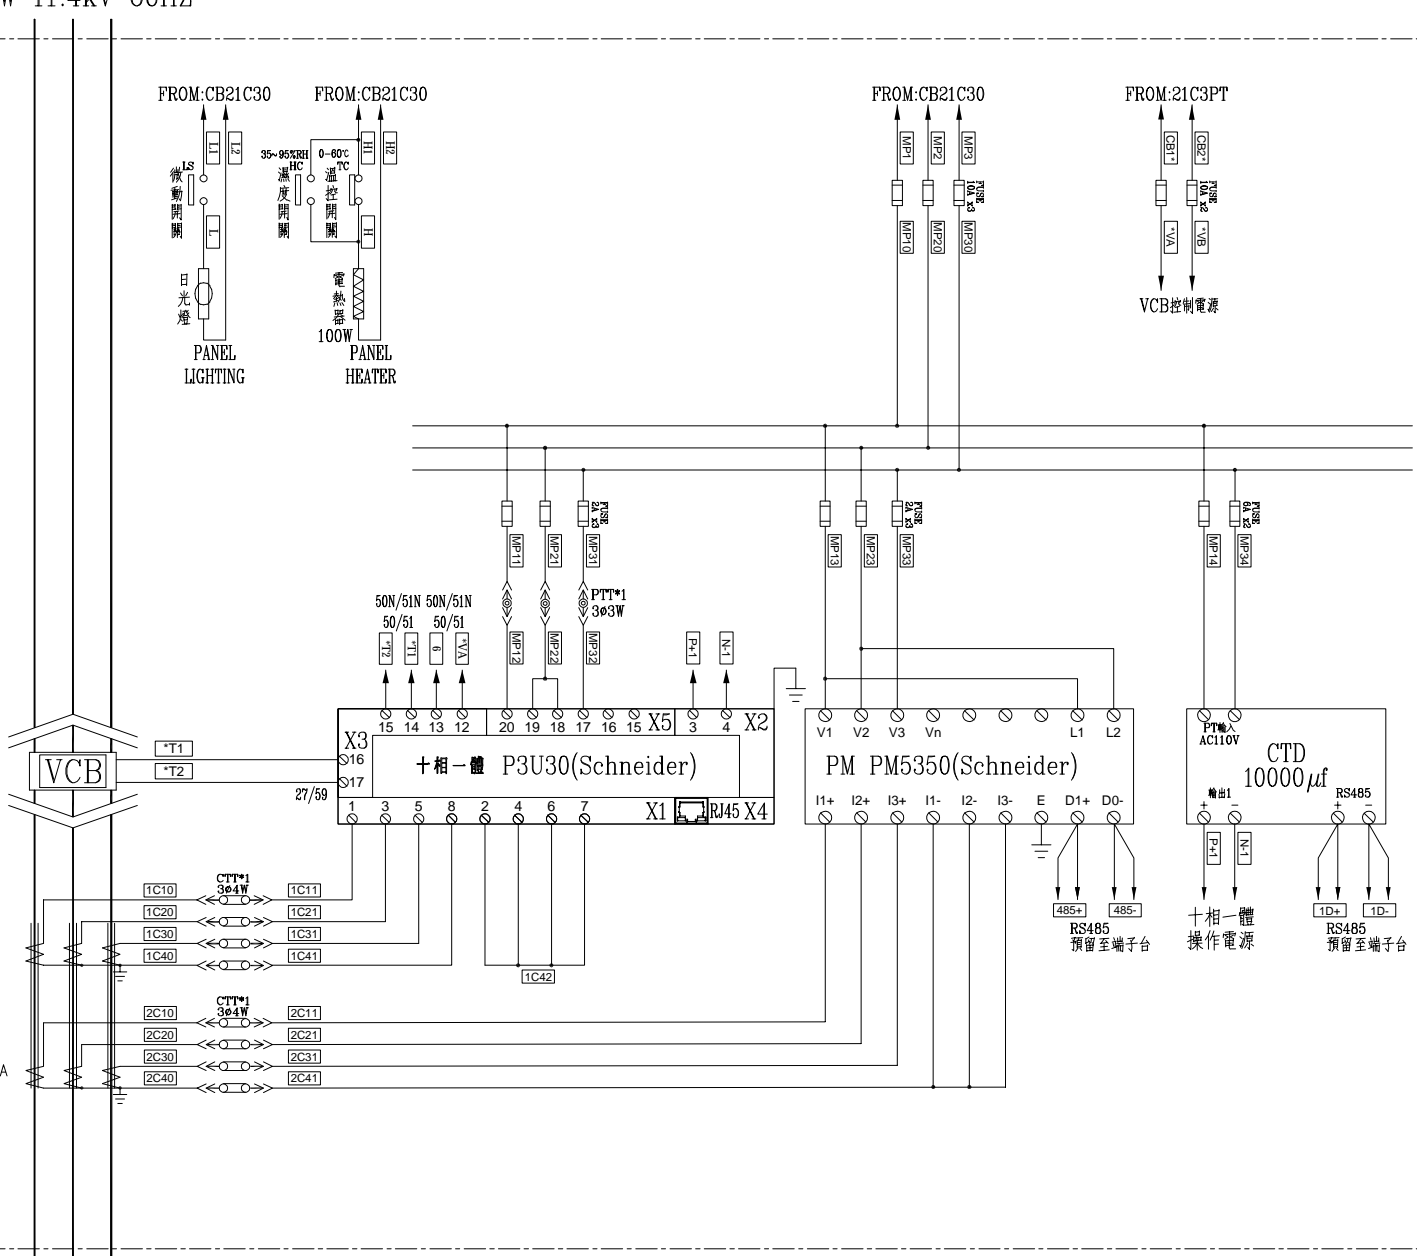 FROM:CB21C30
FROM:CB21C30
FROM:CB21C30
FROM:21C3PT
L1
L2
LS
微動開關
L
日光燈
PANEL
LIGHTING
35~95%RH
HC
濕度開關
0-60℃
TC
溫控開關
H1
H2
H
電熱器
100W
PANEL
HEATER
MP1
MP2
MP3
FUSE
10A x3
MP10
MP20
MP30
CB1*
CB2*
FUSE
10A x2
*VA
*VB
VCB控制電源
FUSE
2A x3
MP11
MP21
MP31
PTT*1
3ø3W
MP12
MP22
MP32
FUSE
2A x3
MP13
MP23
MP33
FUSE
6A x2
MP14
MP34
50N/51N 50N/51N
50/51 50/51
*T2
*T1
6
*VA
P+1
N-1
15 14 13 12 20 19 18 17 16 15 X5 3 4 X2
X3
16
17
十相一體 P3U30(Schneider)
27/59
1 3 5 8 2 4 6 7 X1 RJ45 X4
VCB
*T1
*T2
V1 V2 V3 Vn L1 L2
PM PM5350(Schneider)
I1+ I2+ I3+ I1- I2- I3- E D1+ D0-
485+
485-
RS485
預留至端子台
PT輸入
AC110V
CTD
10000μf
輸出1
RS485
+ - + -
P+1
N-1
十相一體
操作電源
1D+
1D-
RS485
預留至端子台
CTT*1
3ø4W
1C10
1C11
1C20
1C21
1C30
1C31
1C40
1C41
1C42
CTT*1
3ø4W
2C10
2C11
2C20
2C21
2C30
2C31
2C40
2C41
A